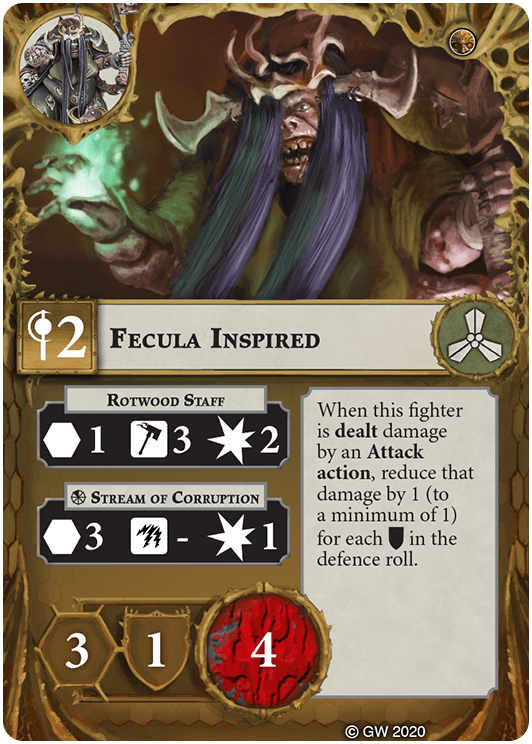 2
FECULA INSPIRED
ROTWOOD STAFF
1 3 2
STREAM OF CORRUPTION
3 - 1
When this fighter
is dealt damage
by an Attack
action, reduce that
damage by 1 (to
a minimum of 1)
for each in the
defence roll.
3 1 4
© GW 2020